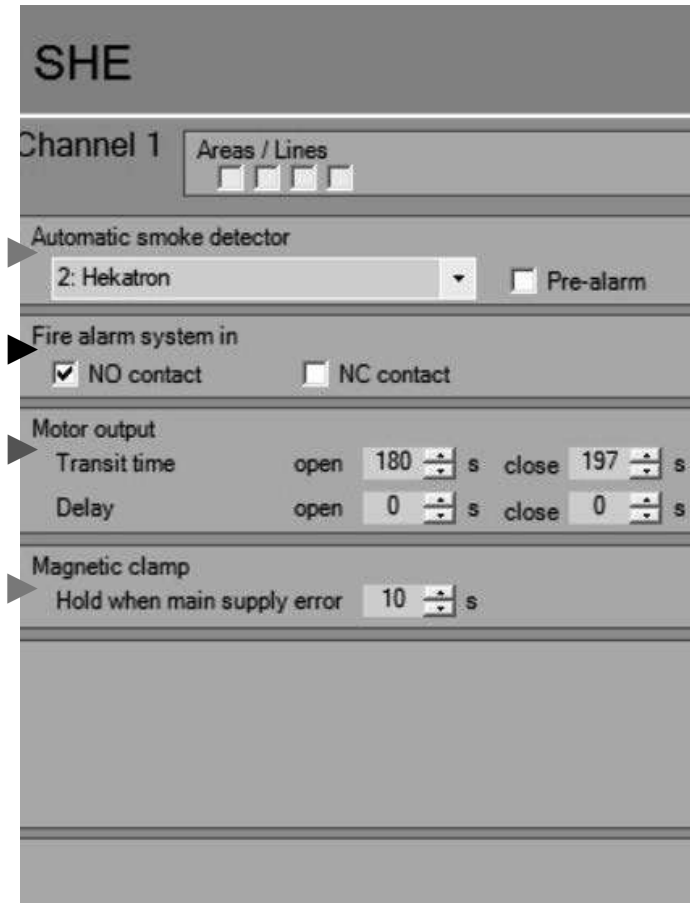 SHE
Channel 1
Areas / Lines
Automatic smoke detector
2: Hekatron Pre-alarm
Fire alarm system in
NO contact NC contact
Motor output
Transit time open 180 s close 197 s
Delay open 0 s close 0 s
Magnetic clamp
Hold when main supply error 10 s